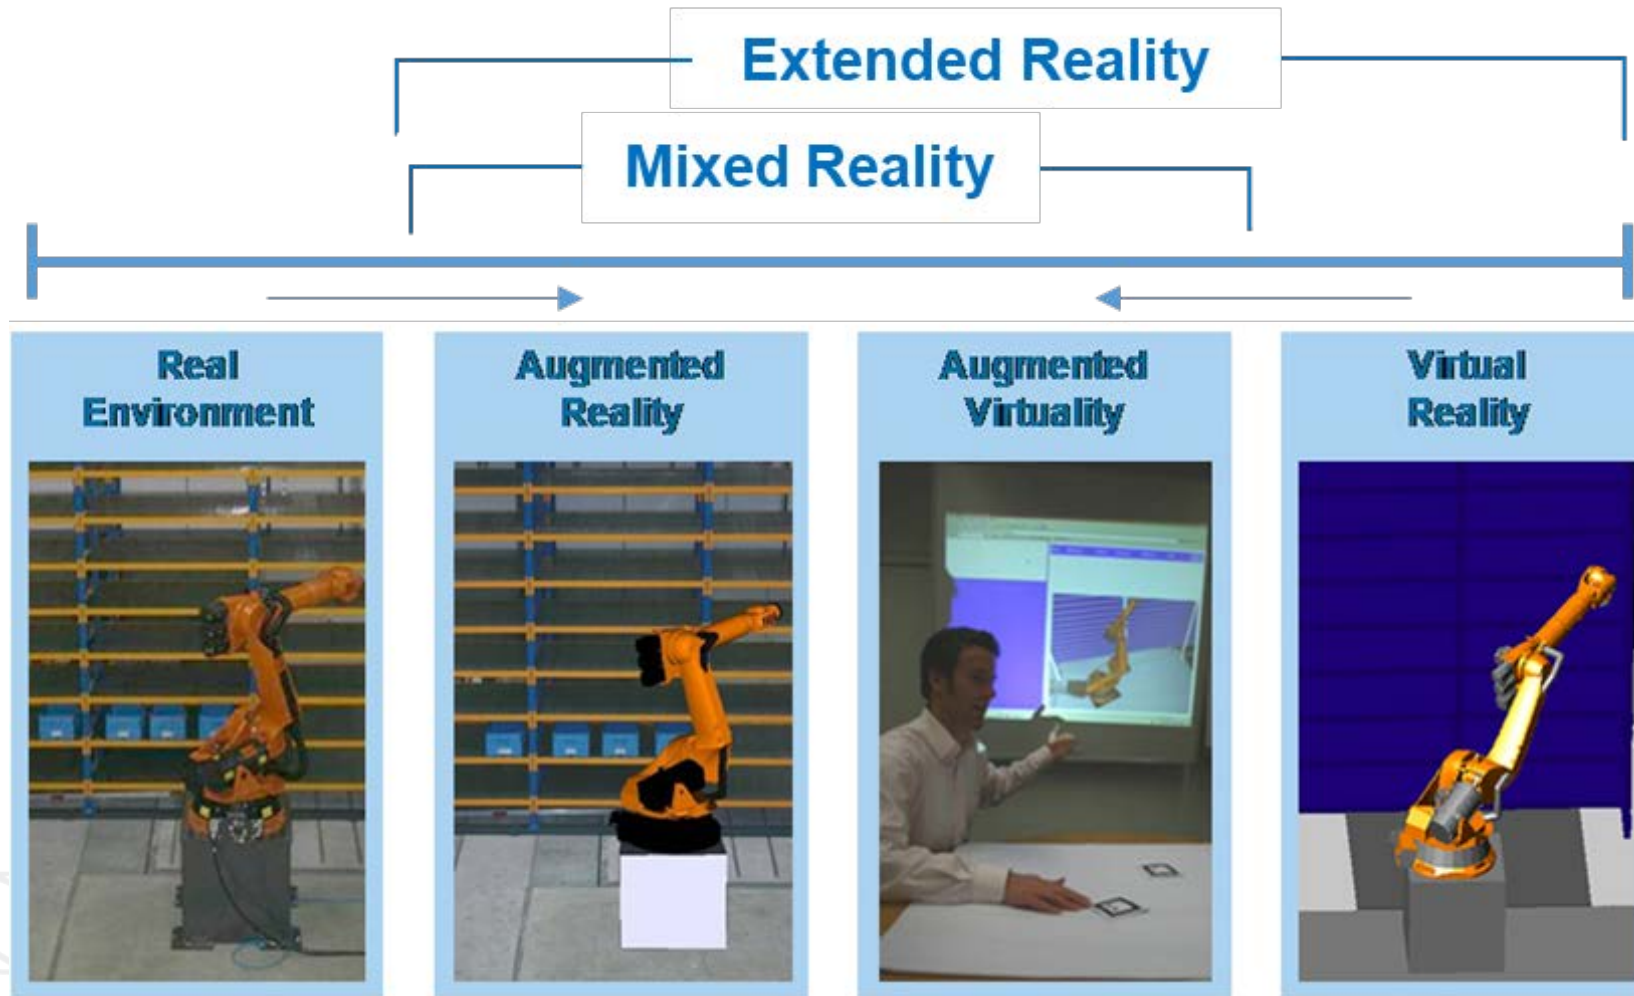 Extended Reality
Mixed Reality
Real
Environment
Augmented
Reality
Augmented
Virtuality
Virtual
Reality